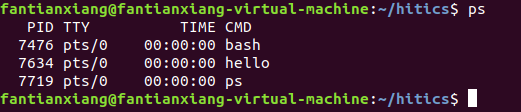 fantianxiang@fantianxiang-virtual-machine:~/hitics$ ps
PID TTY TIME CMD
7476 pts/0 00:00:00 bash
7634 pts/0 00:00:00 hello
7719 pts/0 00:00:00 ps
fantianxiang@fantianxiang-virtual-machine:~/hitics$